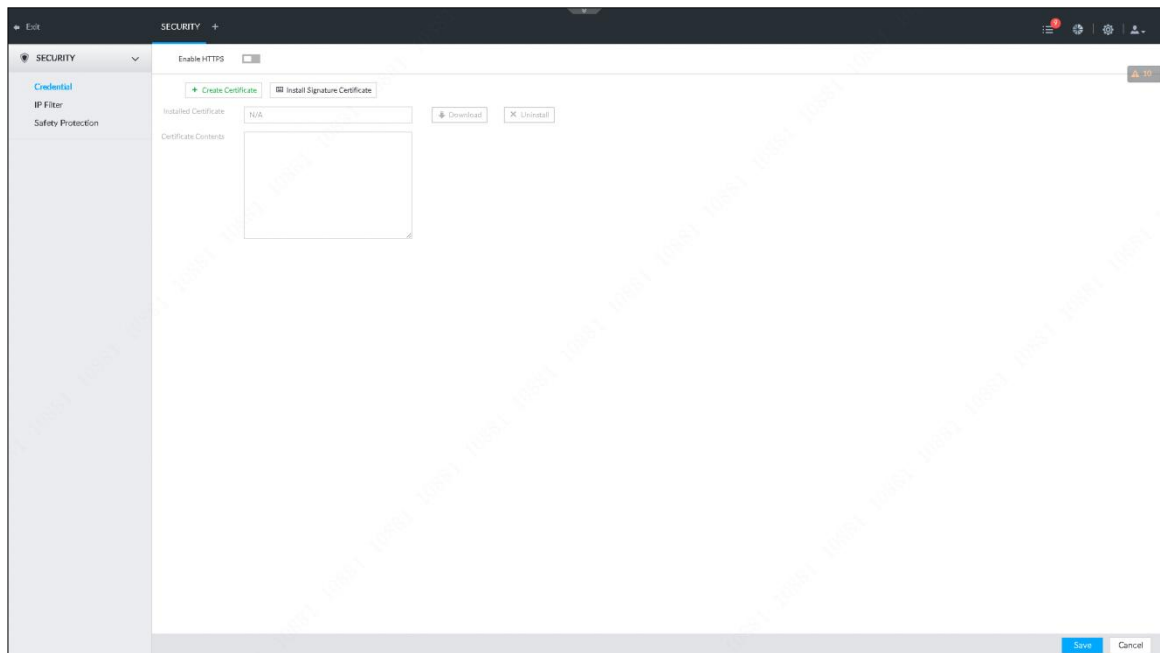 Exit
SECURITY +
9
SECURITY
Enable HTTPS
Credential
IP Filter
Safety Protection
+ Create Certificate
Install Signature Certificate
Installed Certificate
N/A
Download
Uninstall
Certificate Contents
Save
Cancel